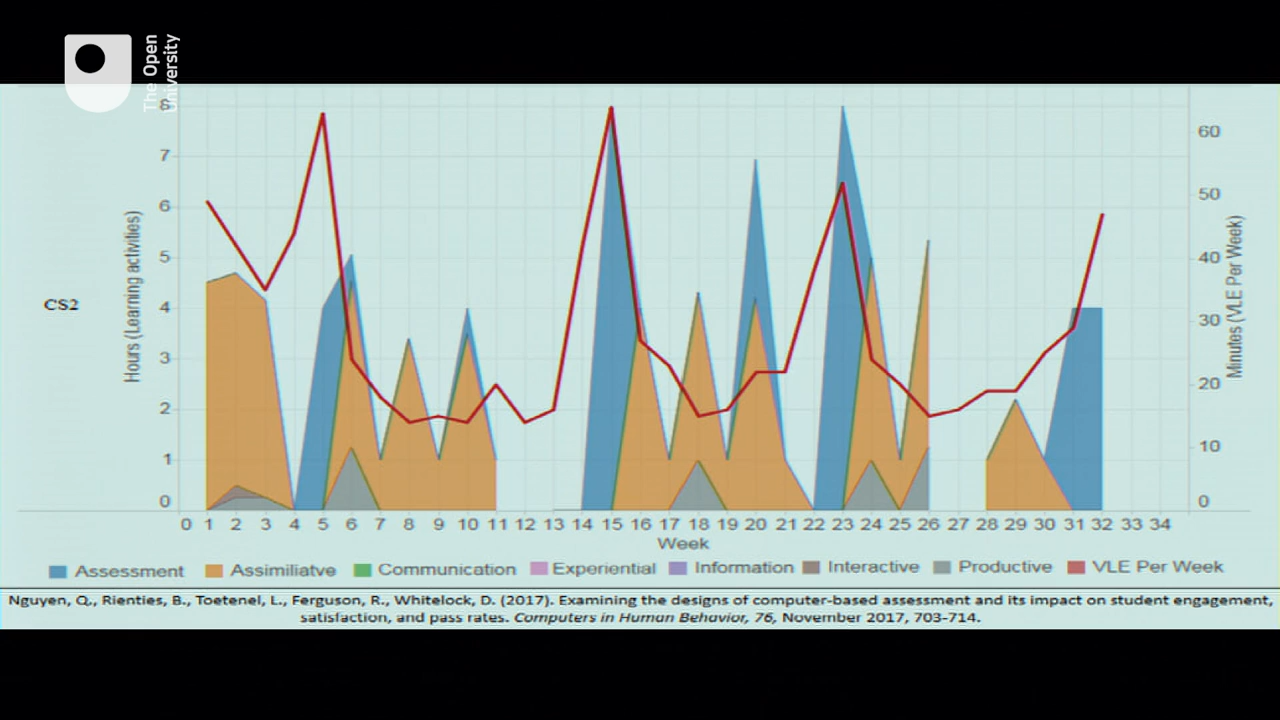 The Open
University
8
7
6
5
4
3
2
1
0
Hours (Learning activities)
CS2
60
50
40
30
20
10
0
Minutes (VLE Per Week)
0 1 2 3 4 5 6 7 8 9 10 11 12 13 14 15 16 17 18 19 20 21 22 23 24 25 26 27 28 29 30 31 32 33 34
Week
Assessment Assimiliatve Communication Experiential Information Interactive Productive VLE Per Week
Nguyen, Q., Rienties, B., Toetenel, L., Ferguson, R., Whitelock, D. (2017). Examining the designs of computer-based assessment and its impact on student engagement,
satisfaction, and pass rates. Computers in Human Behavior, 76, November 2017, 703-714.